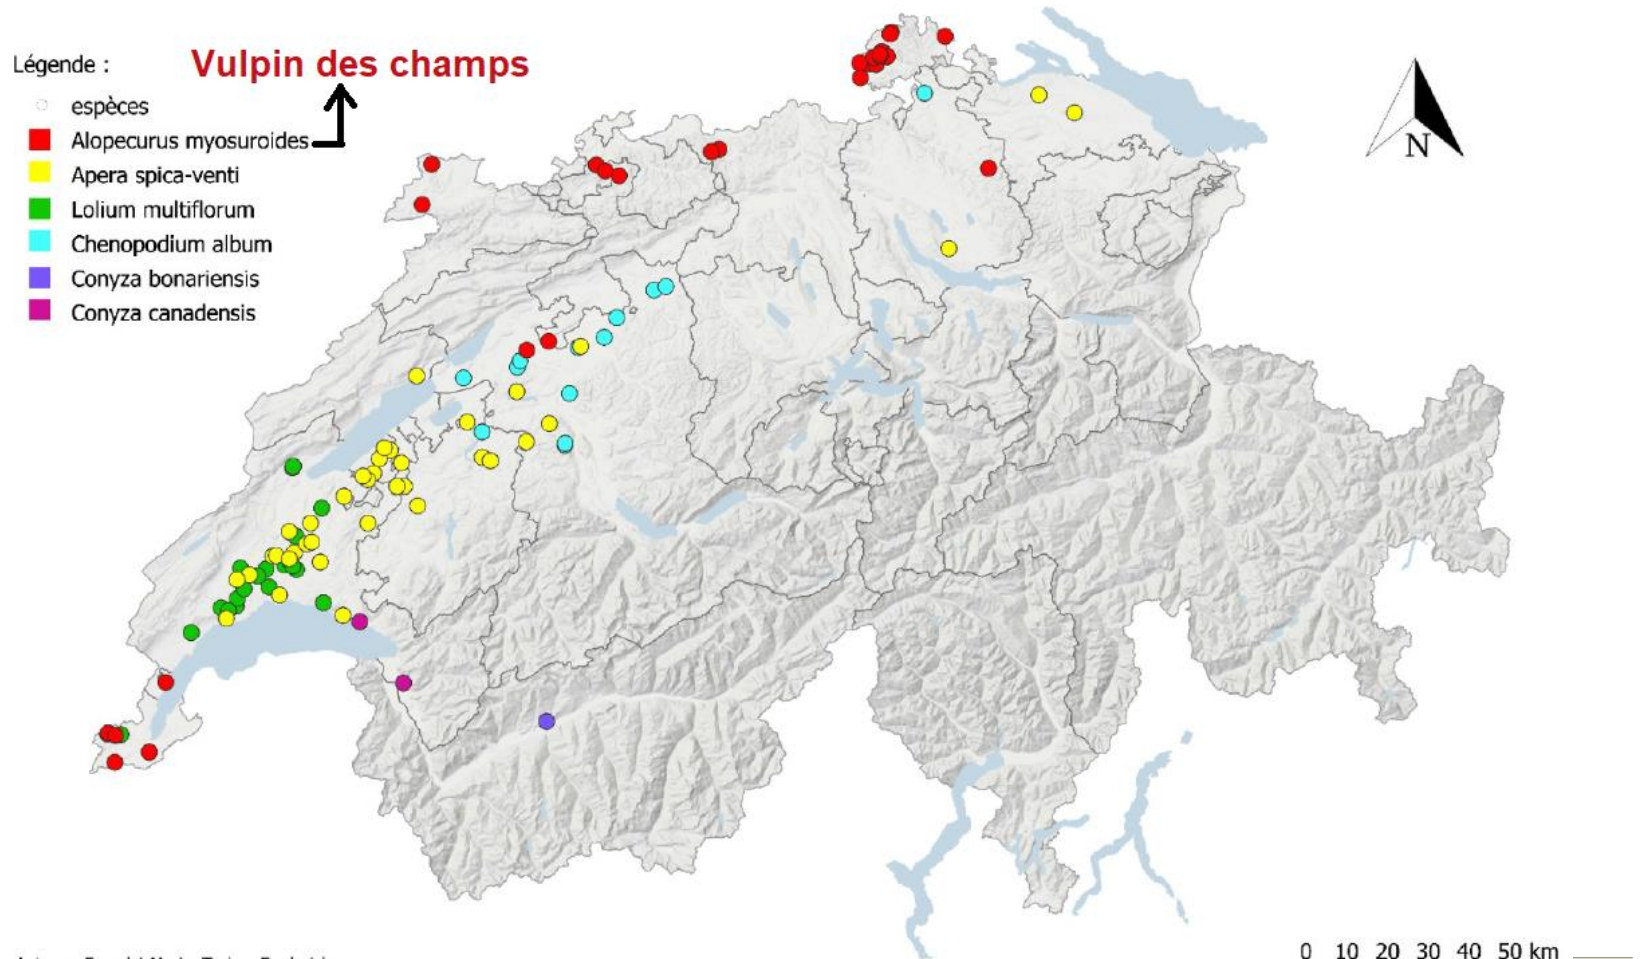 Vulpin des champs
Légende :
espèces
Alopecurus myosuroides
Apera spica-venti
Lolium multiflorum
Chenopodium album
Conyza bonariensis
Conyza canadensis
N
0 10 20 30 40 50 km